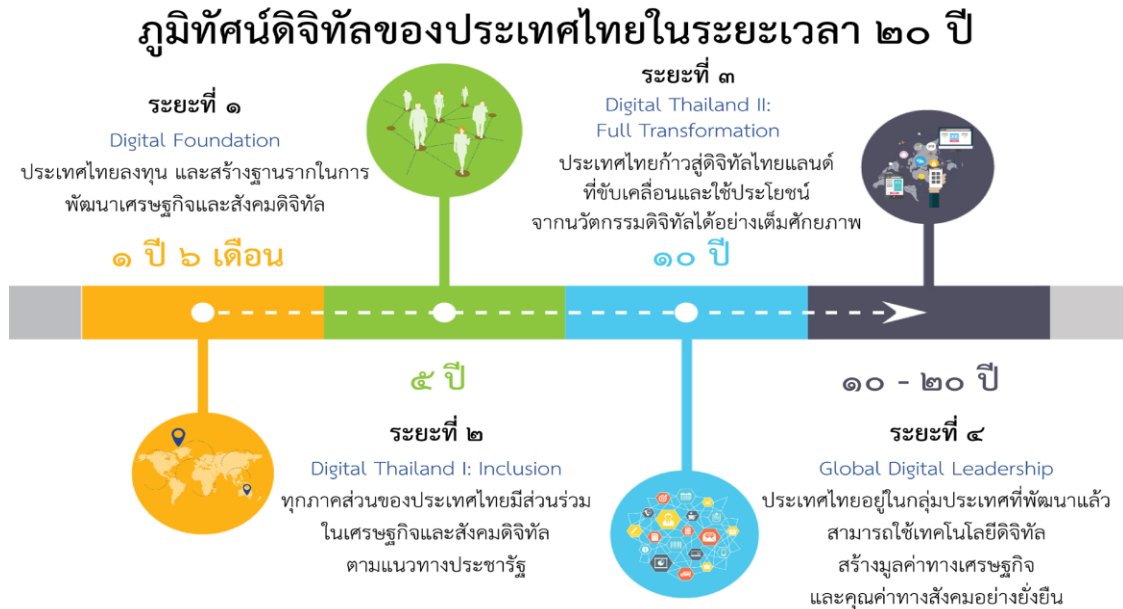 ภูมิทัศน์ดิจิทัลของประเทศไทยในระยะเวลา ๒๐ ปี
ระยะที่ ๑
Digital Foundation
ประเทศไทยลงทุน และสร้างฐานรากในการ
พัฒนาเศรษฐกิจและสังคมดิจิทัล
๑ ปี ๖ เดือน
๕ ปี
ระยะที่ ๒
Digital Thailand I: Inclusion
ทุกภาคส่วนของประเทศไทยมีส่วนร่วม
ในเศรษฐกิจและสังคมดิจิทัล
ตามแนวทางประชารัฐ
ระยะที่ ๓
Digital Thailand II:
Full Transformation
ประเทศไทยก้าวสู่ดิจิทัลไทยแลนด์
ที่ขับเคลื่อนและใช้ประโยชน์
จากนวัตกรรมดิจิทัลได้อย่างเต็มศักยภาพ
๑๐ ปี
๑๐ - ๒๐ ปี
ระยะที่ ๔
Global Digital Leadership
ประเทศไทยอยู่ในกลุ่มประเทศที่พัฒนาแล้ว
สามารถใช้เทคโนโลยีดิจิทัล
สร้างมูลค่าทางเศรษฐกิจ
และคุณค่าทางสังคมอย่างยั่งยืน